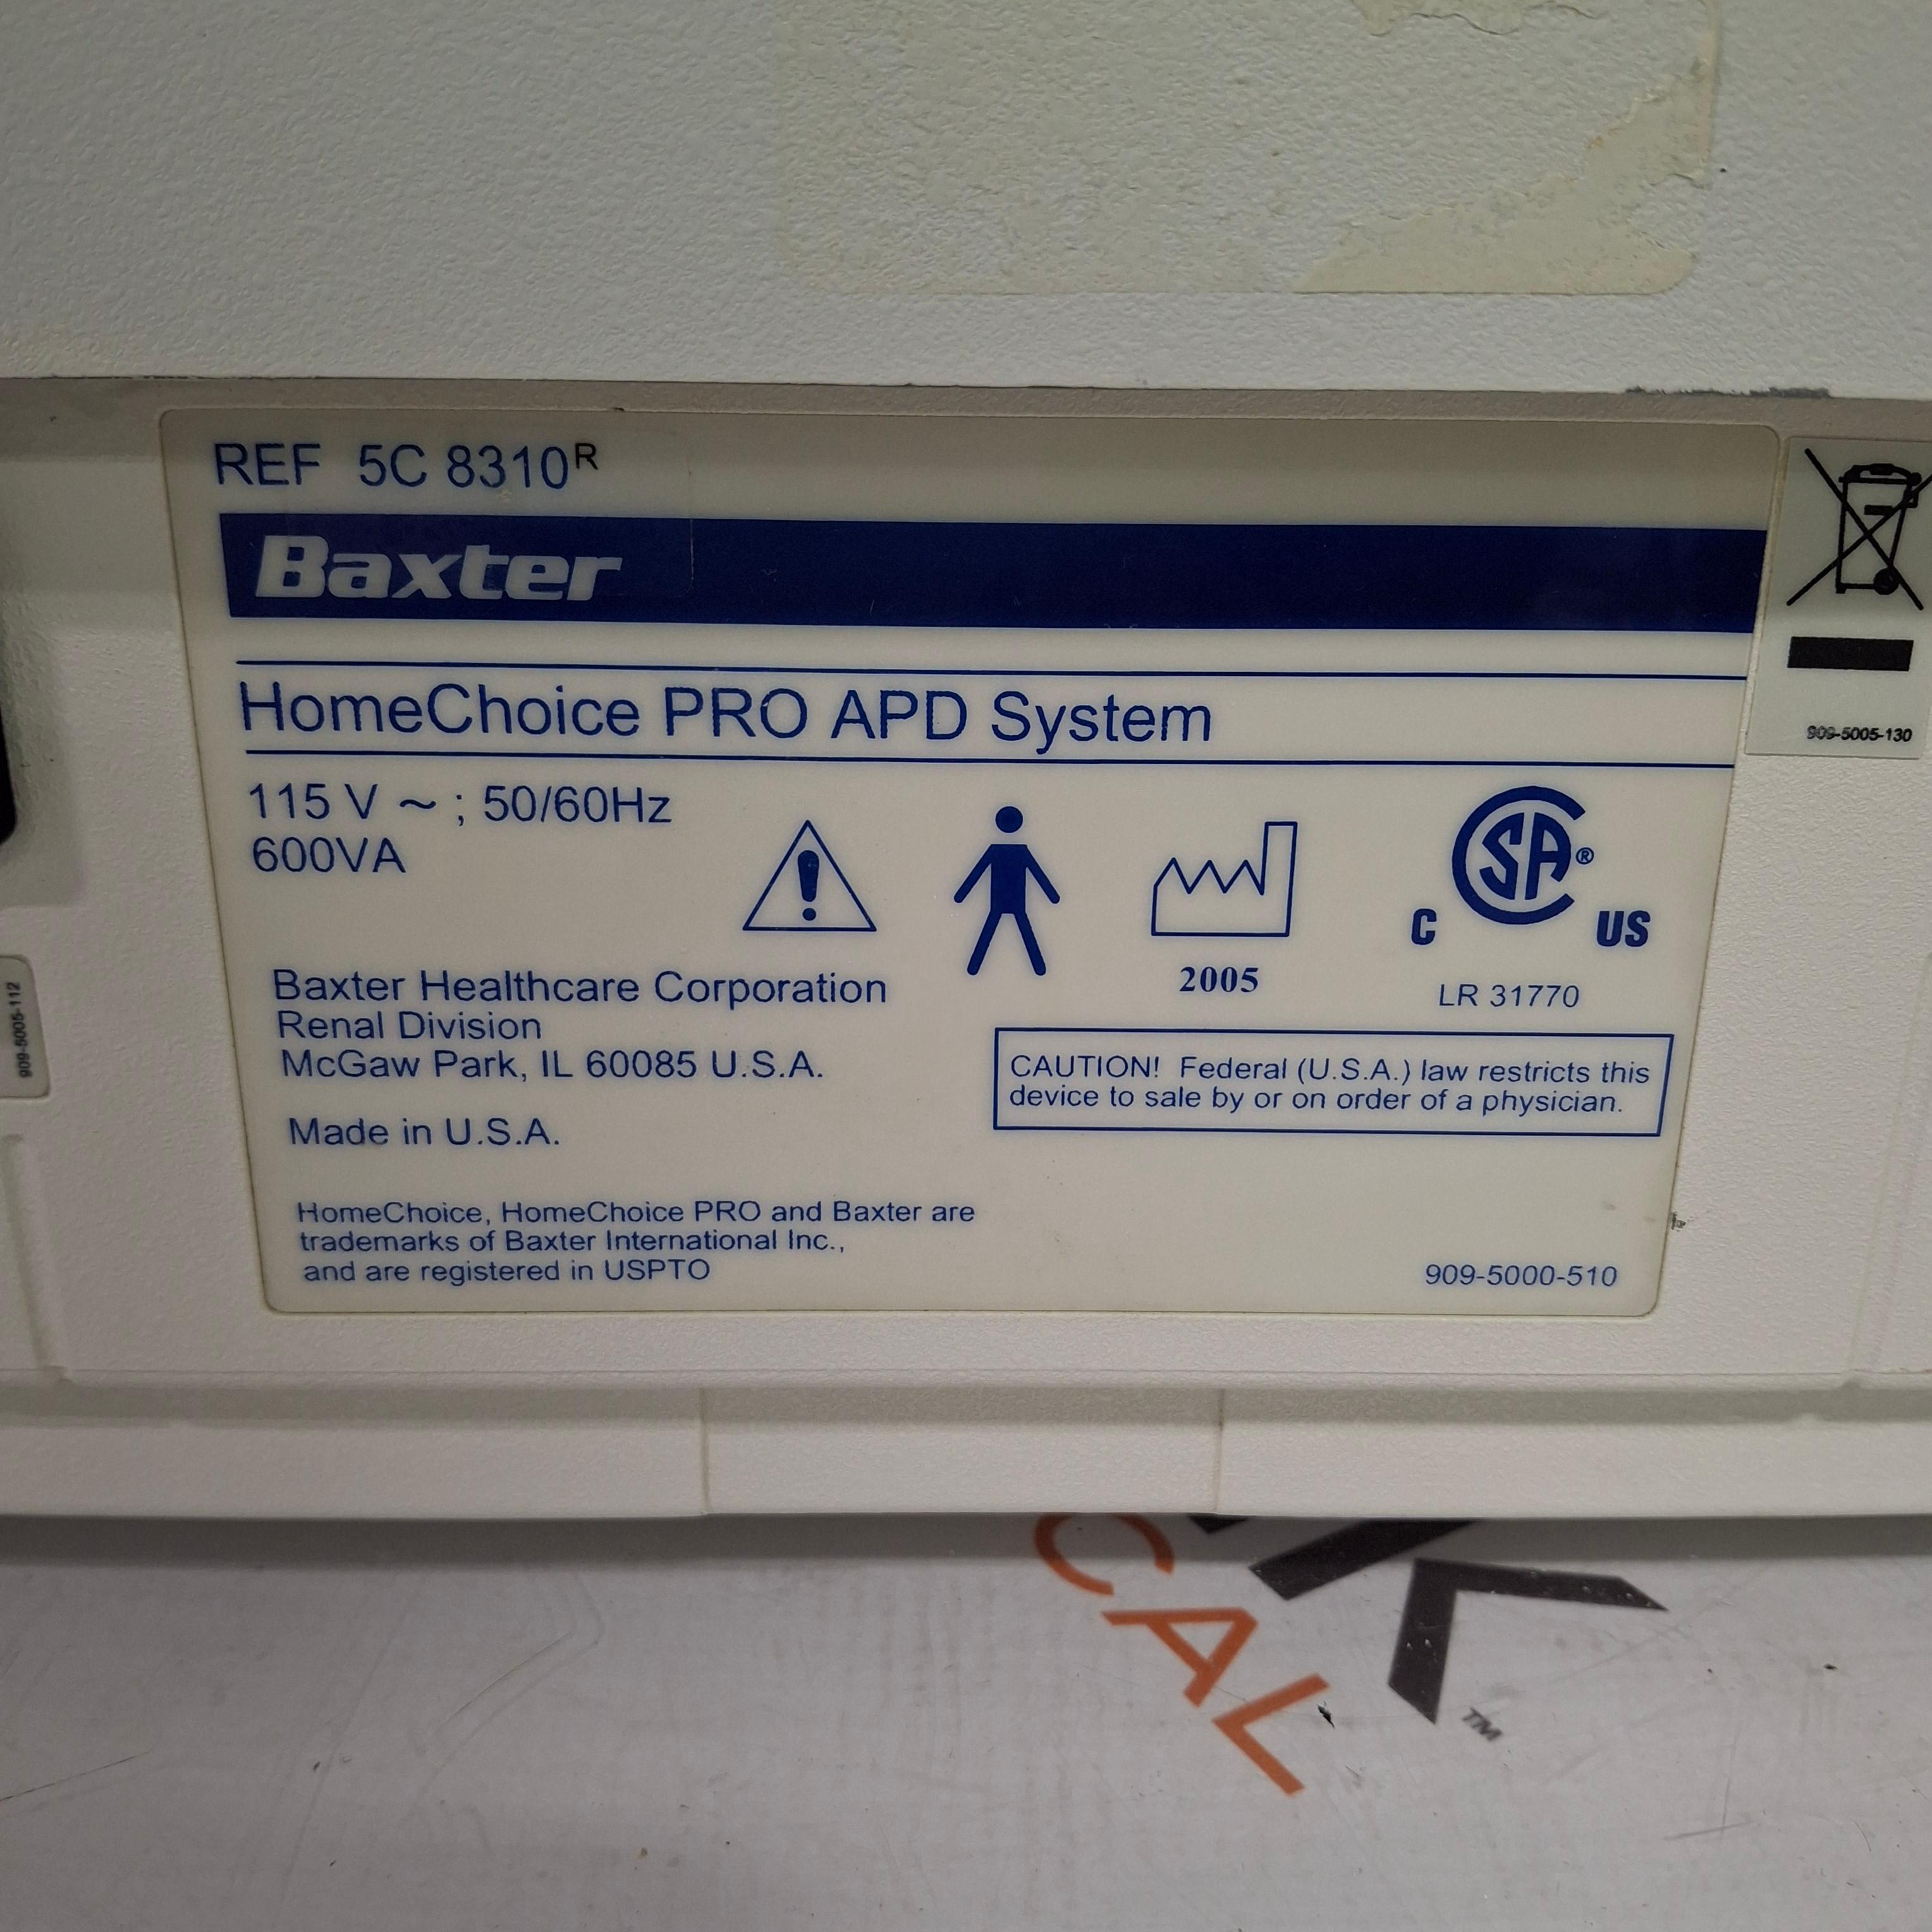 REF 5C 8310R
Baxter
HomeChoice PRO APD System
115 V ~ ; 50/60Hz
600VA
2005
CSA®
C US
LR 31770
Baxter Healthcare Corporation
Renal Division
McGaw Park, IL 60085 U.S.A.
Made in U.S.A.
CAUTION! Federal (U.S.A.) law restricts this
device to sale by or on order of a physician.
HomeChoice, HomeChoice PRO and Baxter are
trademarks of Baxter International Inc.,
and are registered in USPTO
909-5000-510
909-5005-130
909-5005-112
CAL
K™